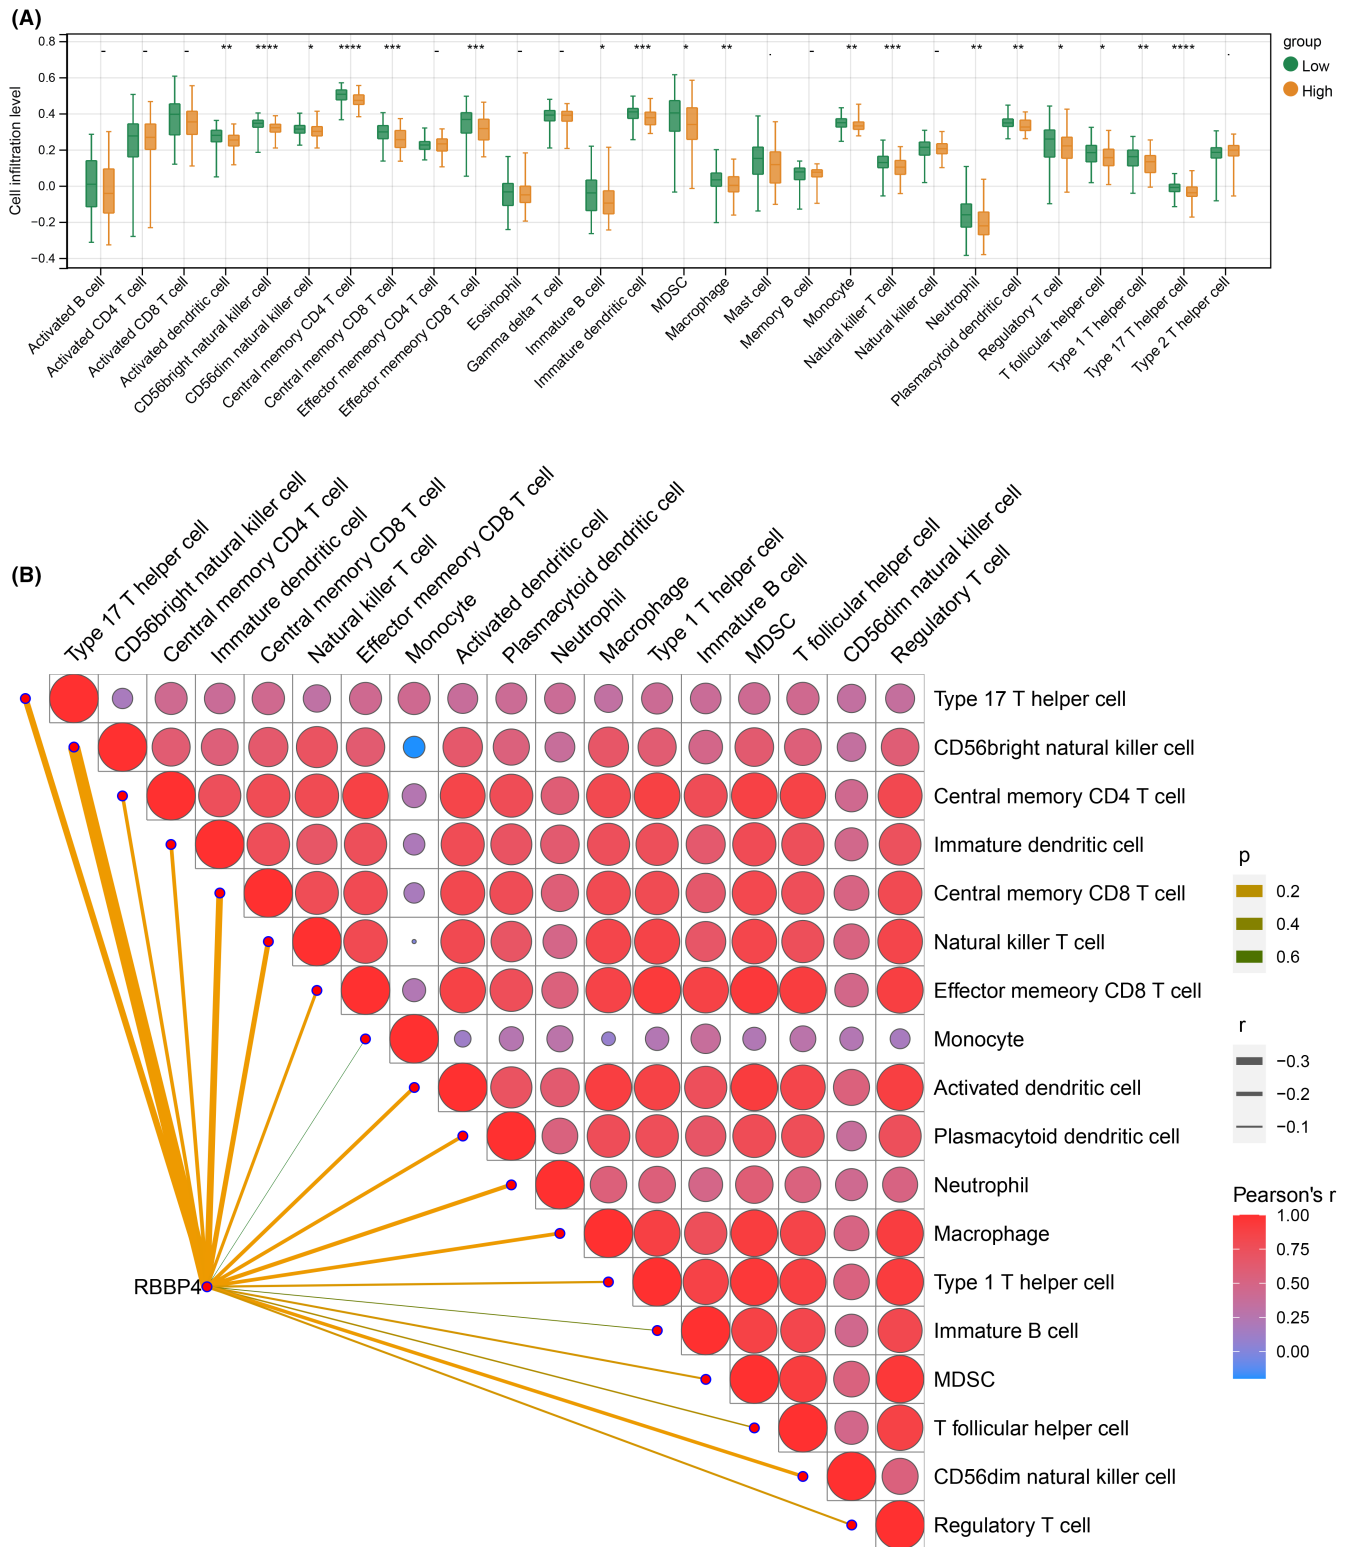 (A)
- - - ** **** * **** *** - *** - - * *** * ** . - ** *** - ** ** * * ** **** .
group
Low
High
Cell infiltration level
0.8
0.6
0.4
0.2
0.0
−0.2
−0.4
Activated B cell
Activated CD4 T cell
Activated CD8 T cell
Activated dendritic cell
CD56bright natural killer cell
CD56dim natural killer cell
Central memory CD4 T cell
Central memory CD8 T cell
Effector memeory CD4 T cell
Effector memeory CD8 T cell
Eosinophil
Gamma delta T cell
Immature B cell
Immature dendritic cell
MDSC
Macrophage
Mast cell
Memory B cell
Monocyte
Natural killer T cell
Natural killer cell
Neutrophil
Plasmacytoid dendritic cell
Regulatory T cell
T follicular helper cell
Type 1 T helper cell
Type 17 T helper cell
Type 2 T helper cell
(B)
Type 17 T helper cell
CD56bright natural killer cell
Central memory CD4 T cell
Immature dendritic cell
Central memory CD8 T cell
Natural killer T cell
Effector memeory CD8 T cell
Monocyte
Activated dendritic cell
Plasmacytoid dendritic cell
Neutrophil
Macrophage
Type 1 T helper cell
Immature B cell
MDSC
T follicular helper cell
CD56dim natural killer cell
Regulatory T cell
Type 17 T helper cell
CD56bright natural killer cell
Central memory CD4 T cell
Immature dendritic cell
Central memory CD8 T cell
Natural killer T cell
Effector memeory CD8 T cell
Monocyte
Activated dendritic cell
Plasmacytoid dendritic cell
Neutrophil
Macrophage
Type 1 T helper cell
Immature B cell
MDSC
T follicular helper cell
CD56dim natural killer cell
Regulatory T cell
RBBP4
p
0.2
0.4
0.6
r
−0.3
−0.2
−0.1
Pearson's r
1.00
0.75
0.50
0.25
0.00